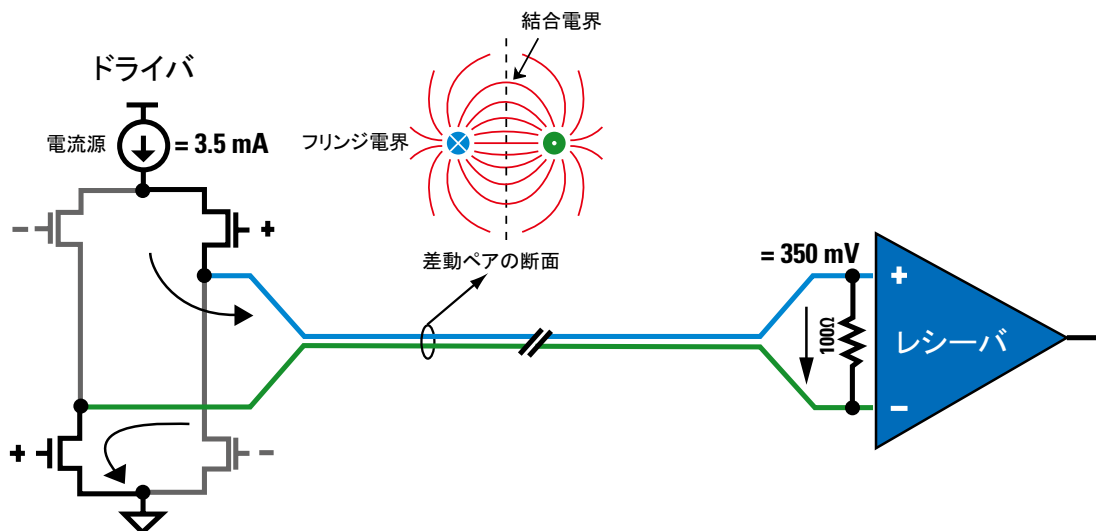 結合電界
ドライバ
電流源
= 3.5 mA
フリンジ電界
−
+
差動ペアの断面
= 350 mV
+
100Ω
レシーバ
−
+
−